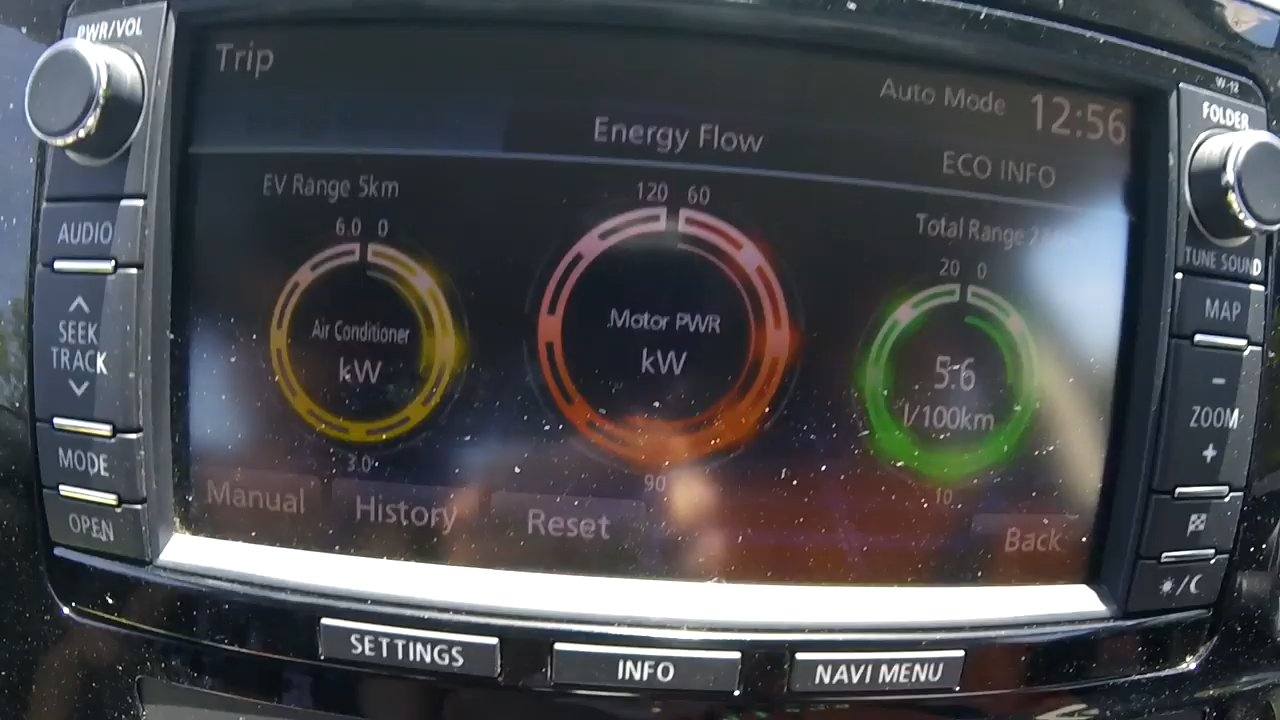 PWR/VOL
Trip
Auto Mode 12:56
Energy Flow
ECO INFO
EV Range 5km
6.0 0
Air Conditioner
kW
3.0
120 60
Motor PWR
kW
90
Total Range
20 0
5.6
l/100km
10
Manual
History
Reset
Back
AUDIO
SEEK
TRACK
MODE
OPEN
FOLDER
TUNE SOUND
MAP
-
ZOOM
+
SETTINGS
INFO
NAVI MENU